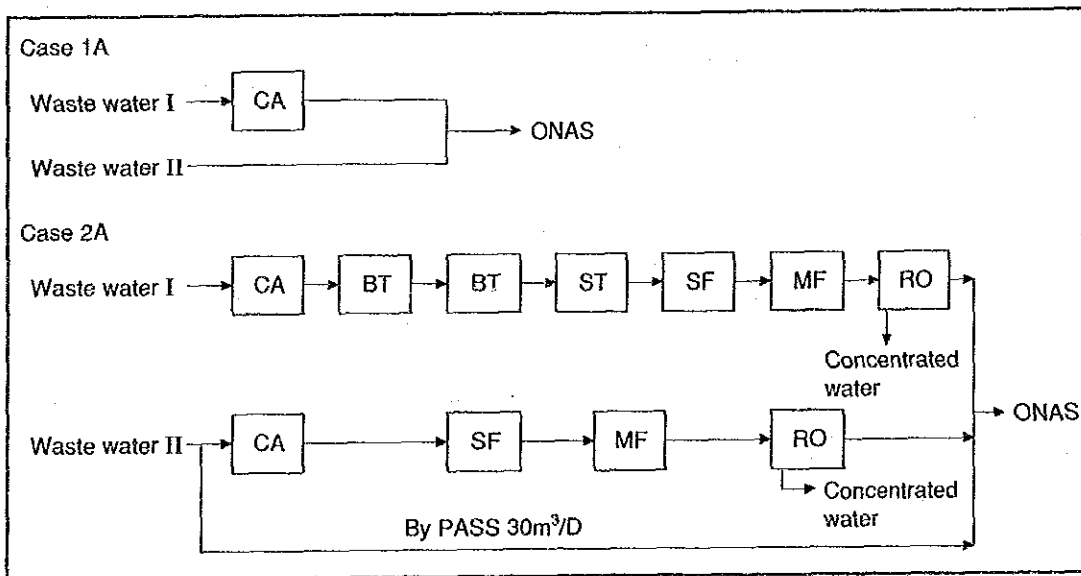 Case 1A
Waste water I
CA
ONAS
Waste water II
Case 2A
Waste water I
CA
BT
BT
ST
SF
MF
RO
Concentrated
water
ONAS
Waste water II
CA
SF
MF
RO
Concentrated
water
By PASS 30m³/D